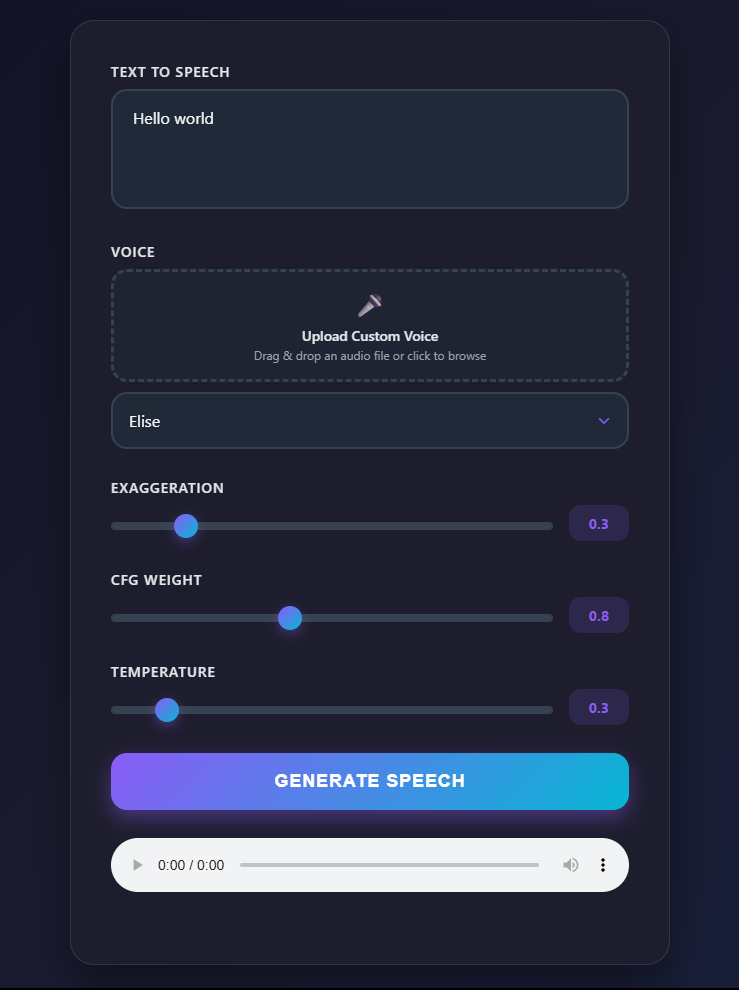 TEXT TO SPEECH
Hello world
VOICE
Upload Custom Voice
Drag & drop an audio file or click to browse
Elise
EXAGGERATION
0.3
CFG WEIGHT
0.8
TEMPERATURE
0.3
GENERATE SPEECH
0:00 / 0:00